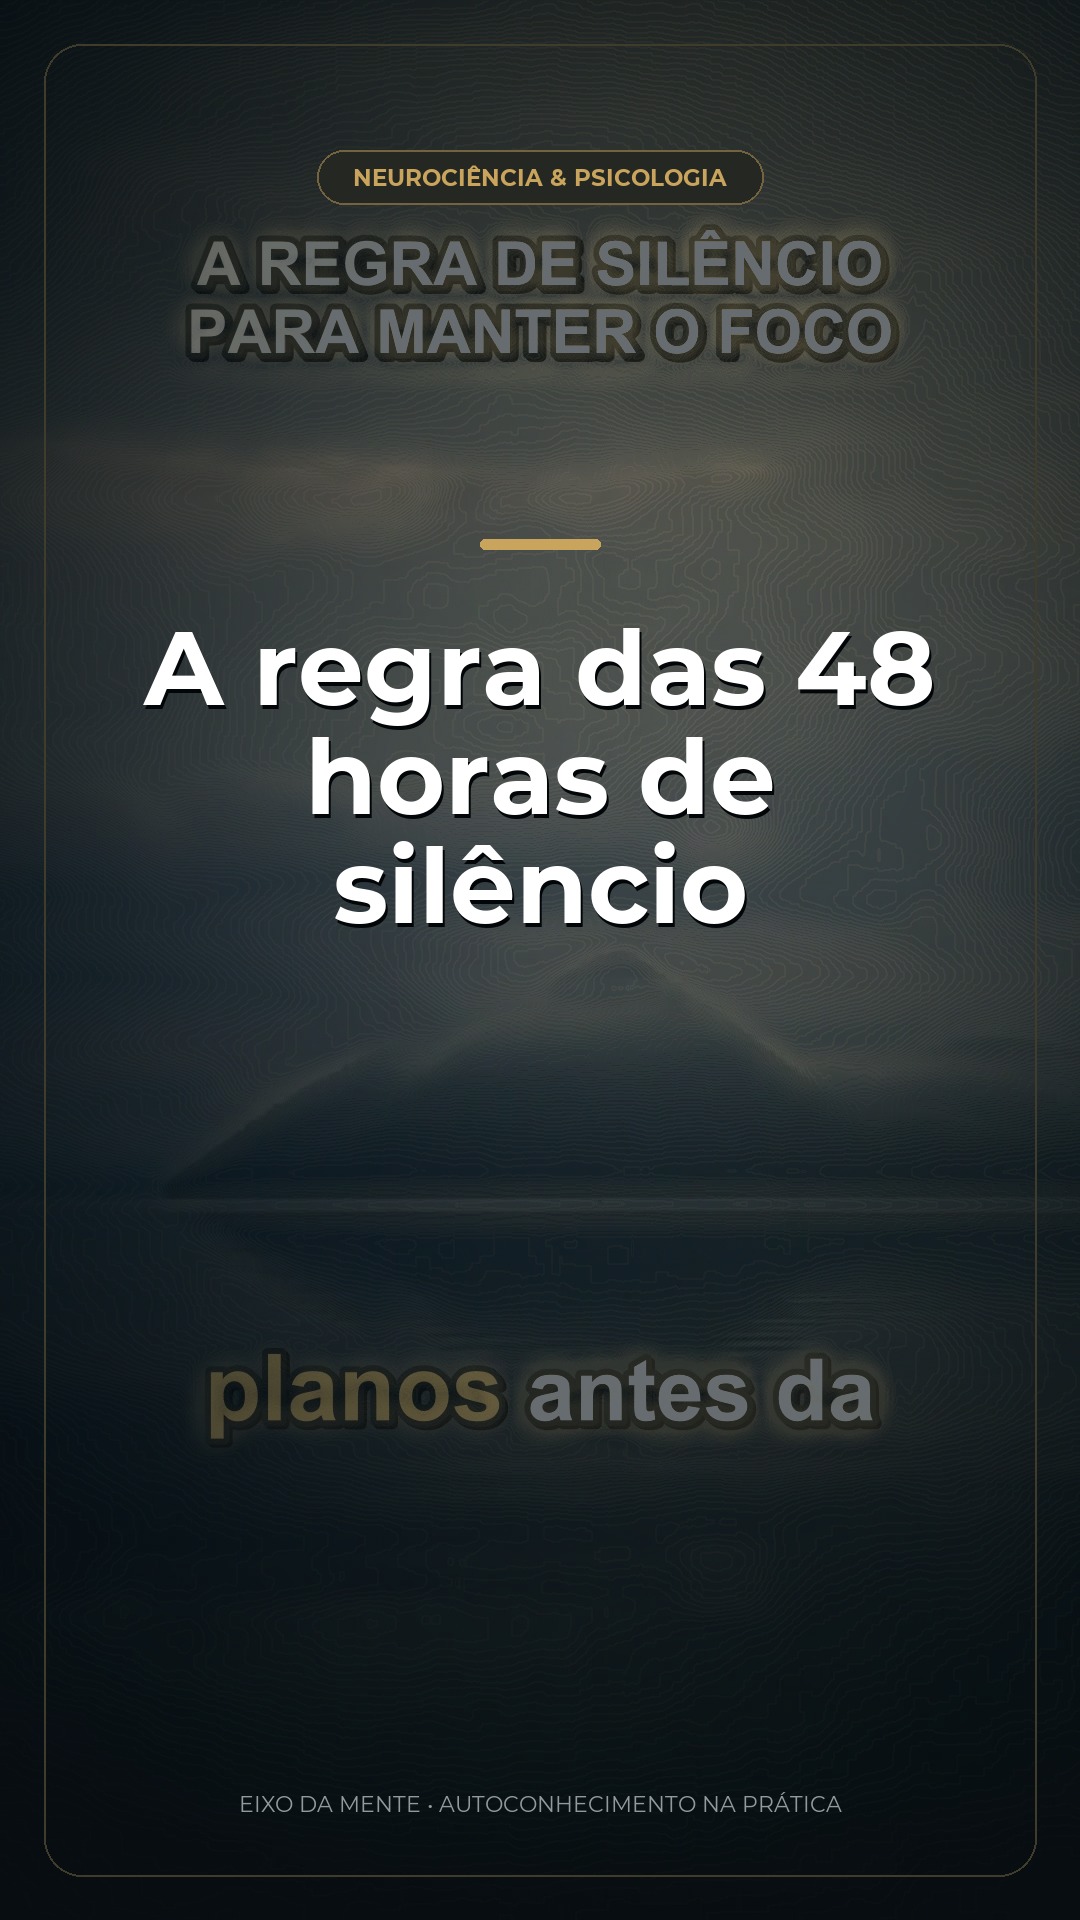 NEUROCIÊNCIA & PSICOLOGIA
A REGRA DE SILÊNCIO
PARA MANTER O FOCO
A regra das 48
horas de
silêncio
planos antes da
EIXO DA MENTE • AUTOCONHECIMENTO NA PRÁTICA